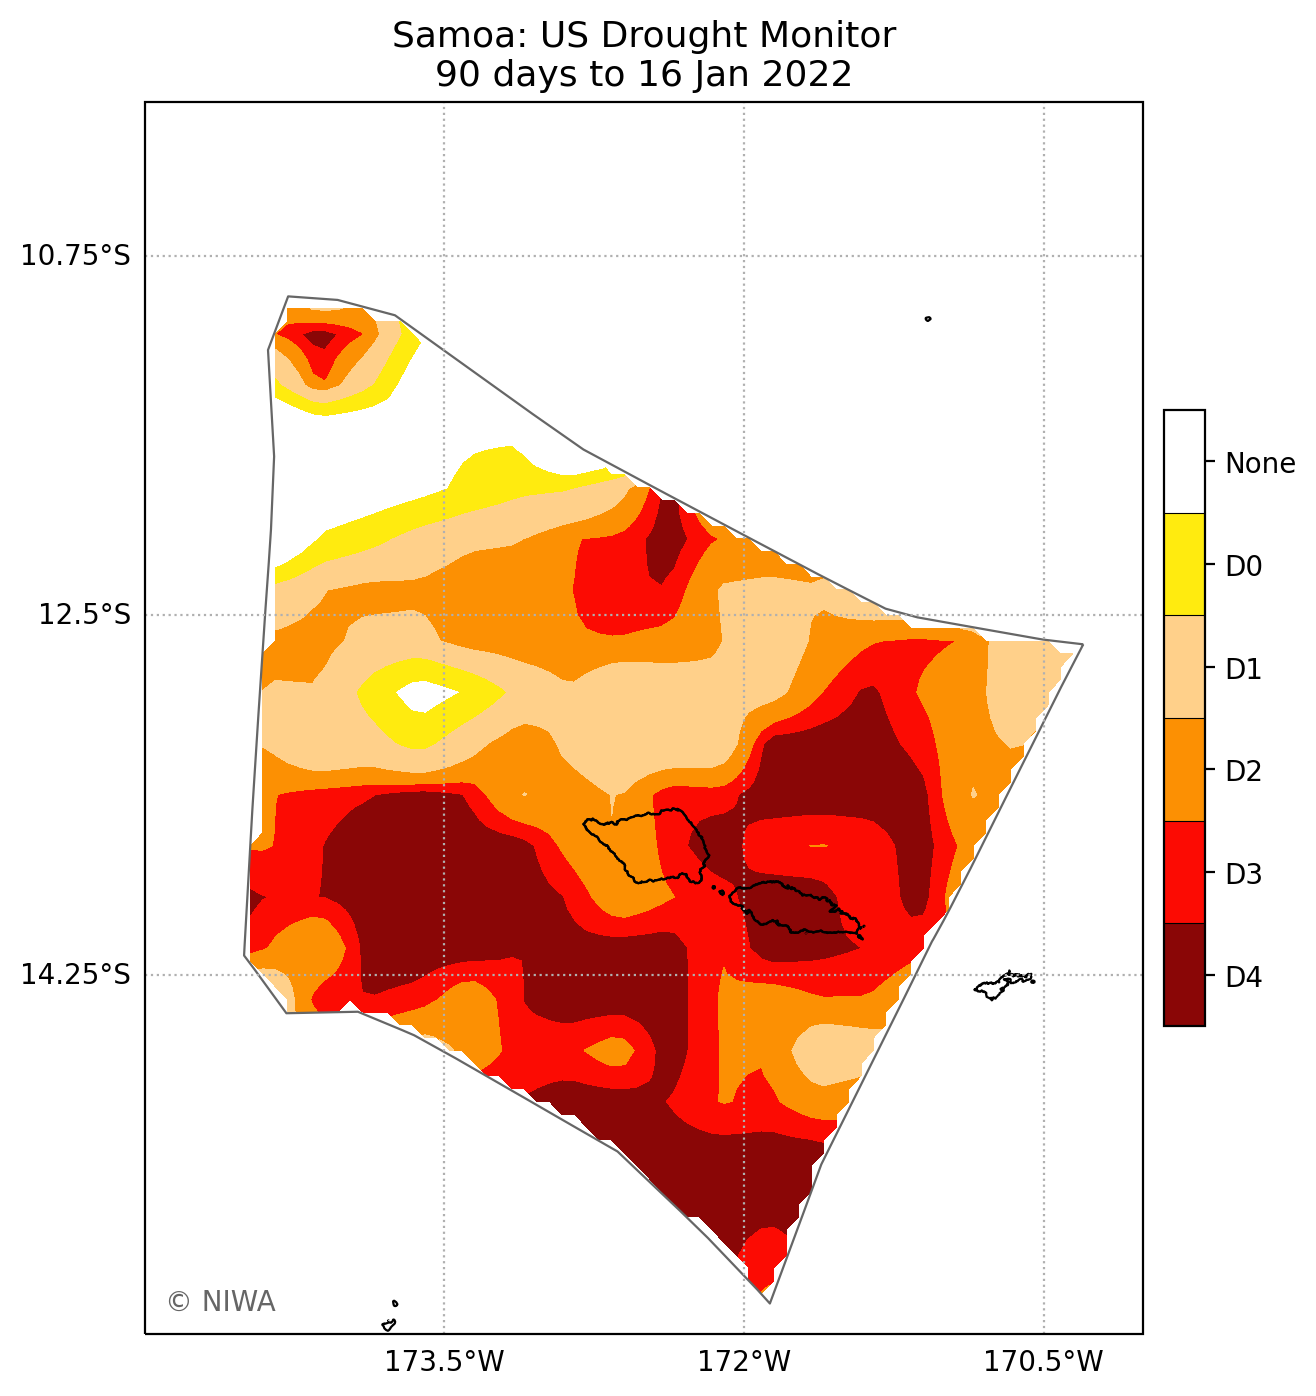 Samoa: US Drought Monitor
90 days to 16 Jan 2022
10.75°S
12.5°S
14.25°S
173.5°W
172°W
170.5°W
None
D0
D1
D2
D3
D4
© NIWA